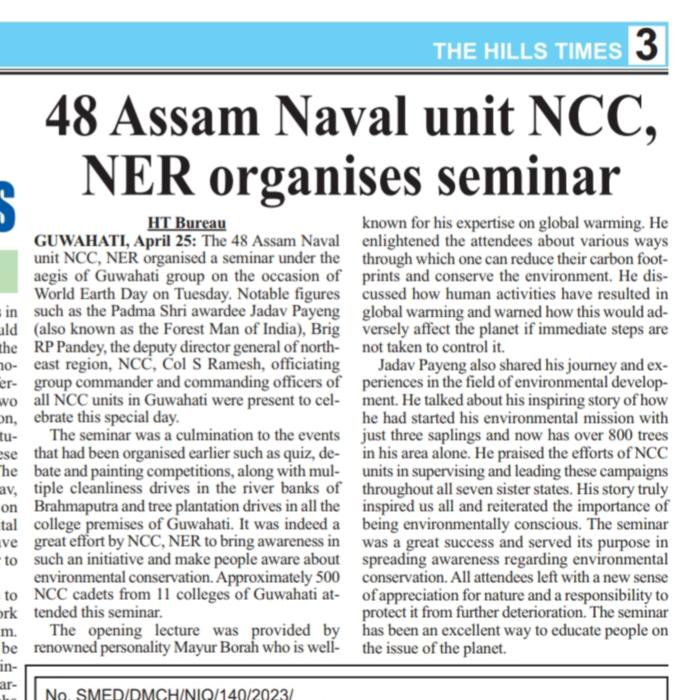 THE HILLS TIMES 3
48 Assam Naval unit NCC,
NER organises seminar
HT Bureau
GUWAHATI, April 25: The 48 Assam Naval
unit NCC, NER organised a seminar under the
aegis of Guwahati group on the occasion of
World Earth Day on Tuesday. Notable figures
such as the Padma Shri awardee Jadav Payeng
(also known as the Forest Man of India), Brig
RP Pandey, the deputy director general of north-
east region, NCC, Col S Ramesh, officiating
group commander and commanding officers of
all NCC units in Guwahati were present to cel-
ebrate this special day.
The seminar was a culmination to the events
that had been organised earlier such as quiz, de-
bate and painting competitions, along with mul-
tiple cleanliness drives in the river banks of
Brahmaputra and tree plantation drives in all the
college premises of Guwahati. It was indeed a
great effort by NCC, NER to bring awareness in
such an initiative and make people aware about
environmental conservation. Approximately 500
NCC cadets from 11 colleges of Guwahati at-
tended this seminar.
The opening lecture was provided by
renowned personality Mayur Borah who is well-
known for his expertise on global warming. He
enlightened the attendees about various ways
through which one can reduce their carbon foot-
prints and conserve the environment. He dis-
cussed how human activities have resulted in
global warming and warned how this would ad-
versely affect the planet if immediate steps are
not taken to control it.
Jadav Payeng also shared his journey and ex-
periences in the field of environmental develop-
ment. He talked about his inspiring story of how
he had started his environmental mission with
just three saplings and now has over 800 trees
in his area alone. He praised the efforts of NCC
units in supervising and leading these campaigns
throughout all seven sister states. His story truly
inspired us all and reiterated the importance of
being environmentally conscious. The seminar
was a great success and served its purpose in
spreading awareness regarding environmental
conservation. All attendees left with a new sense
of appreciation for nature and a responsibility to
protect it from further deterioration. The seminar
has been an excellent way to educate people on
the issue of the planet.
No. SMED/DMCH/NIQ/140/2023/